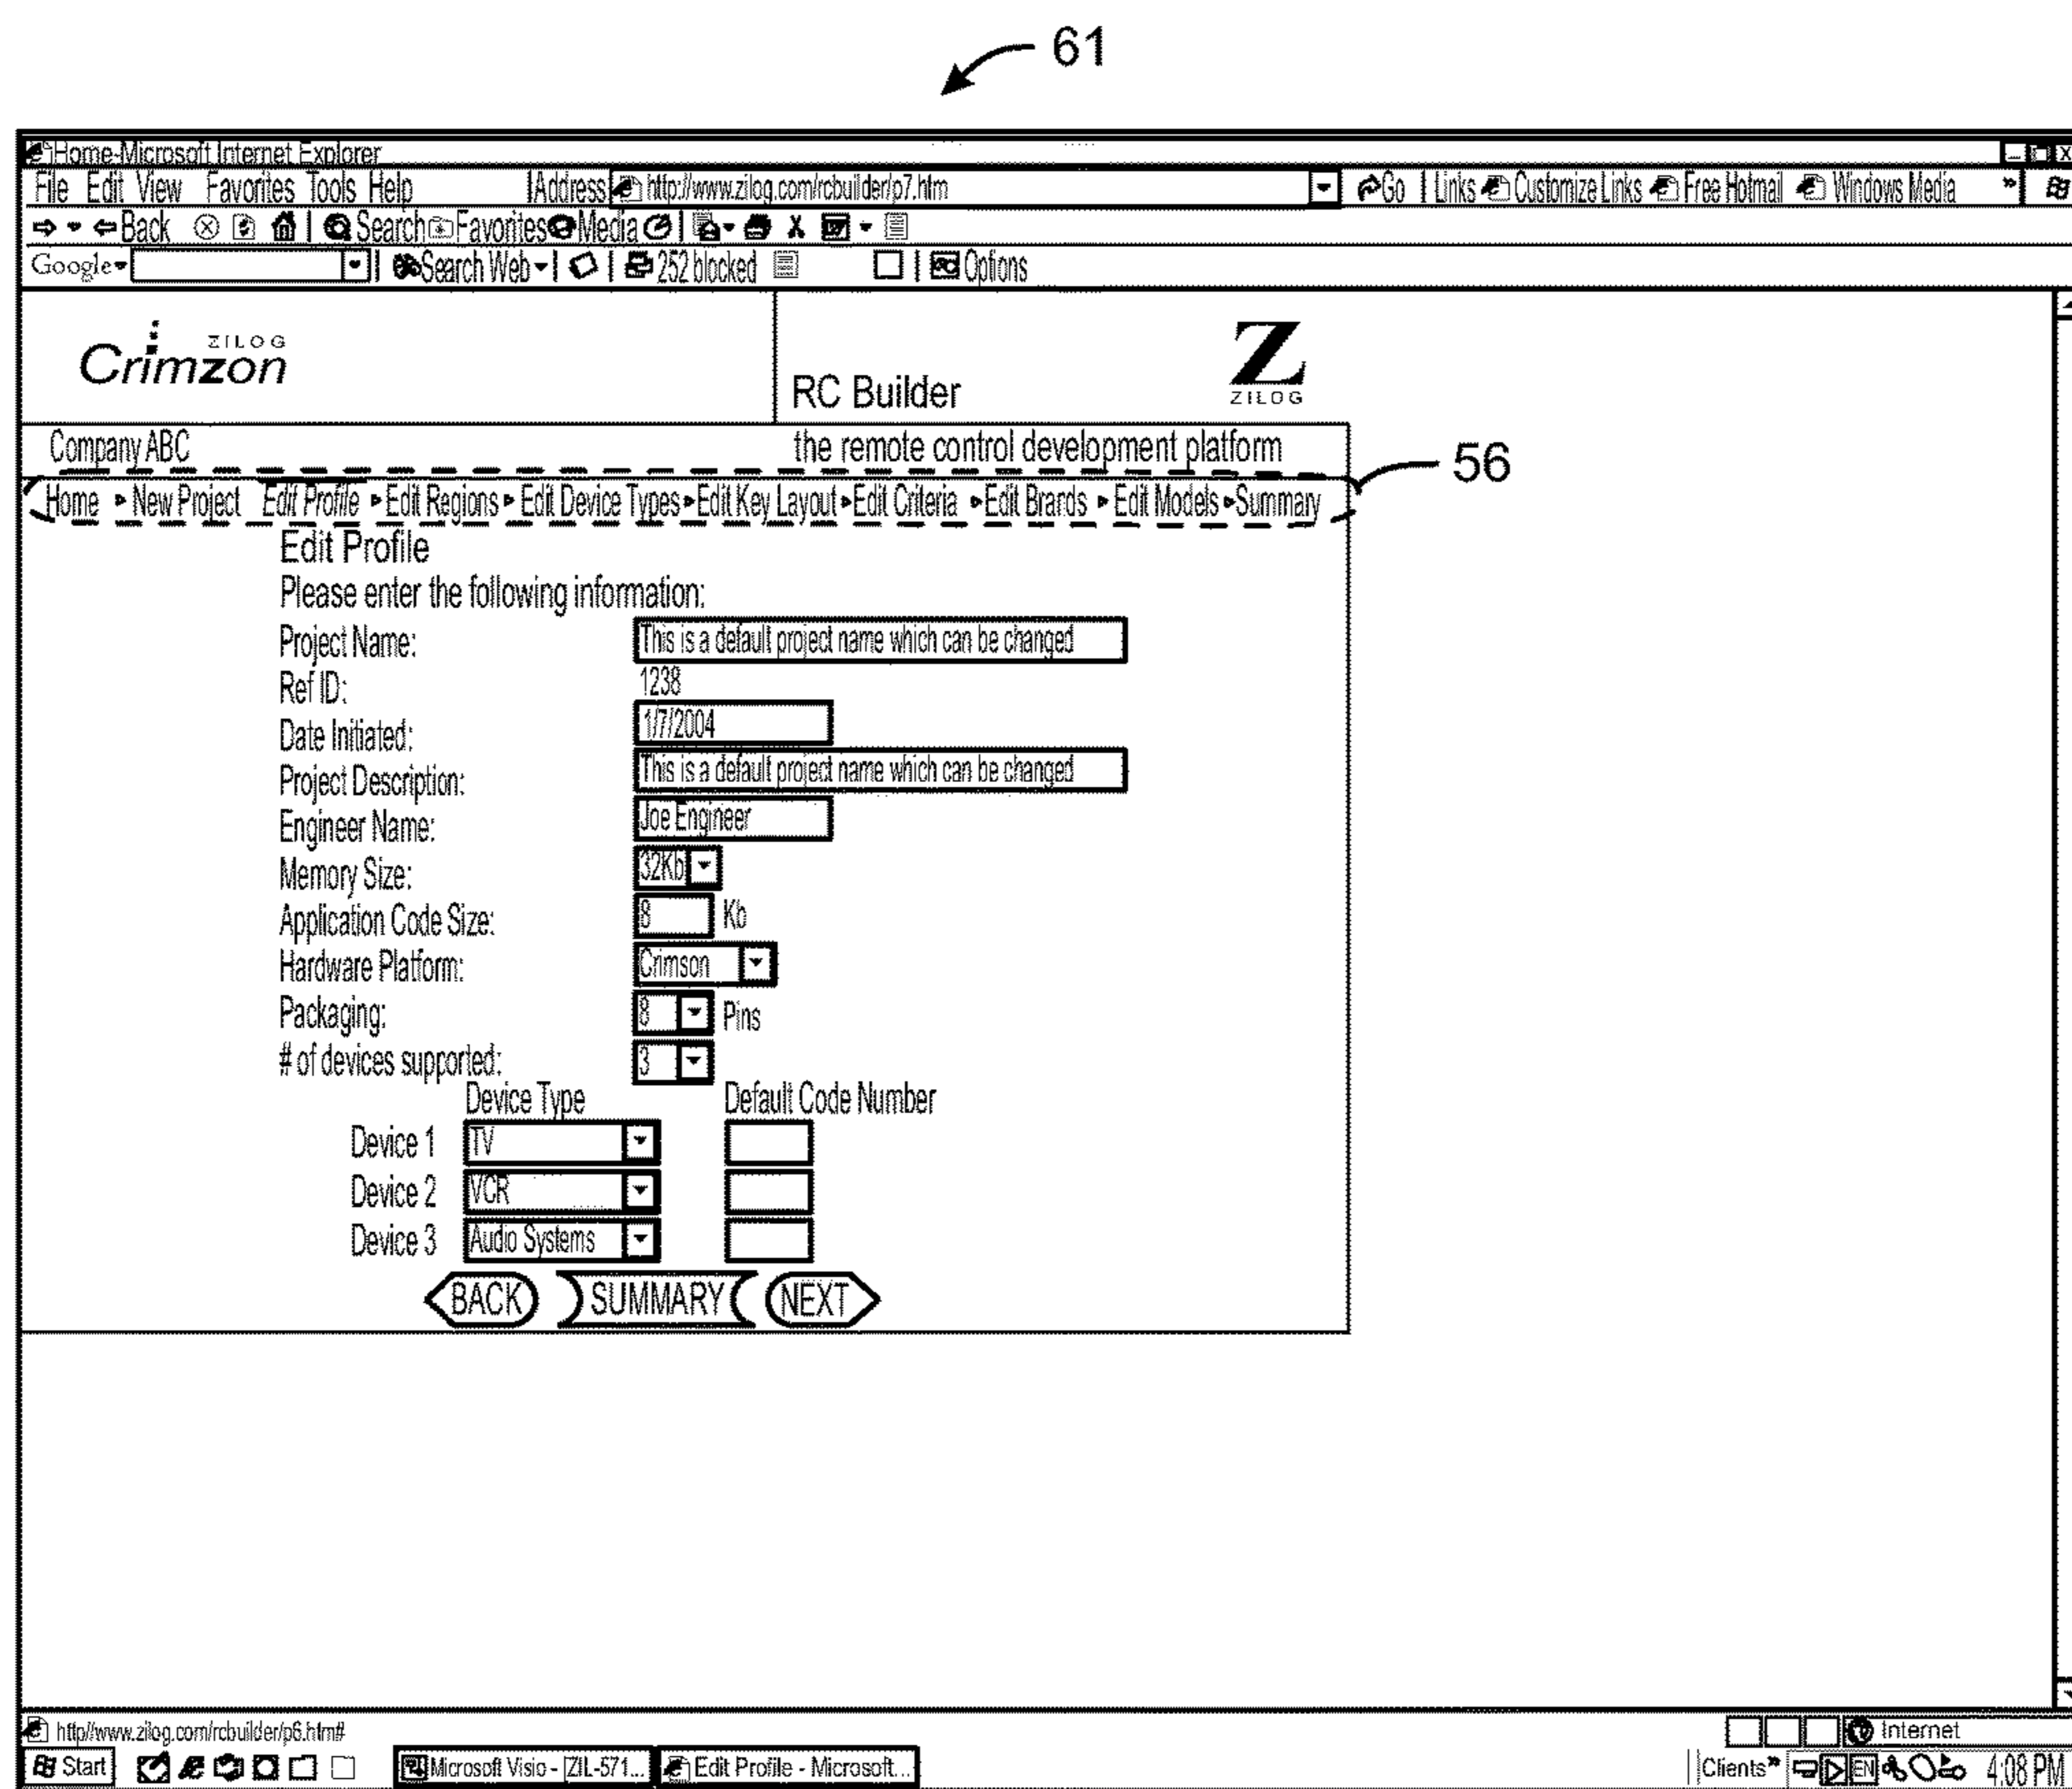 61
Home-Microsoft Internet Explorer
File Edit View Favorites Tools Help Address http://www.zilog.com/rcbuilder/p7.htm Go Links Customize Links Free Hotmail Windows Media »
Back Search Favorites Media
Google Search Web 252 blocked Options
ZILOG
Crimzon
RC Builder
Z
ZILOG
Company ABC the remote control development platform
56
Home ▸ New Project Edit Profile ▸ Edit Regions ▸ Edit Device Types ▸ Edit Key Layout ▸ Edit Criteria ▸ Edit Brands ▸ Edit Models ▸ Summary
Edit Profile
Please enter the following information:
Project Name: This is a default project name which can be changed
Ref ID: 1238
Date Initiated: 1/7/2004
Project Description: This is a default project name which can be changed
Engineer Name: Joe Engineer
Memory Size: 32Kb
Application Code Size: 8 Kb
Hardware Platform: Crimson
Packaging: 8 Pins
# of devices supported: 3
Device Type Default Code Number
Device 1 TV
Device 2 VCR
Device 3 Audio Systems
BACK SUMMARY NEXT
http//www.zilog.com/rcbuilder/p6.htm# Internet
Start Microsoft Visio - [ZIL-571... Edit Profile - Microsoft... Clients» EN 4:08 PM